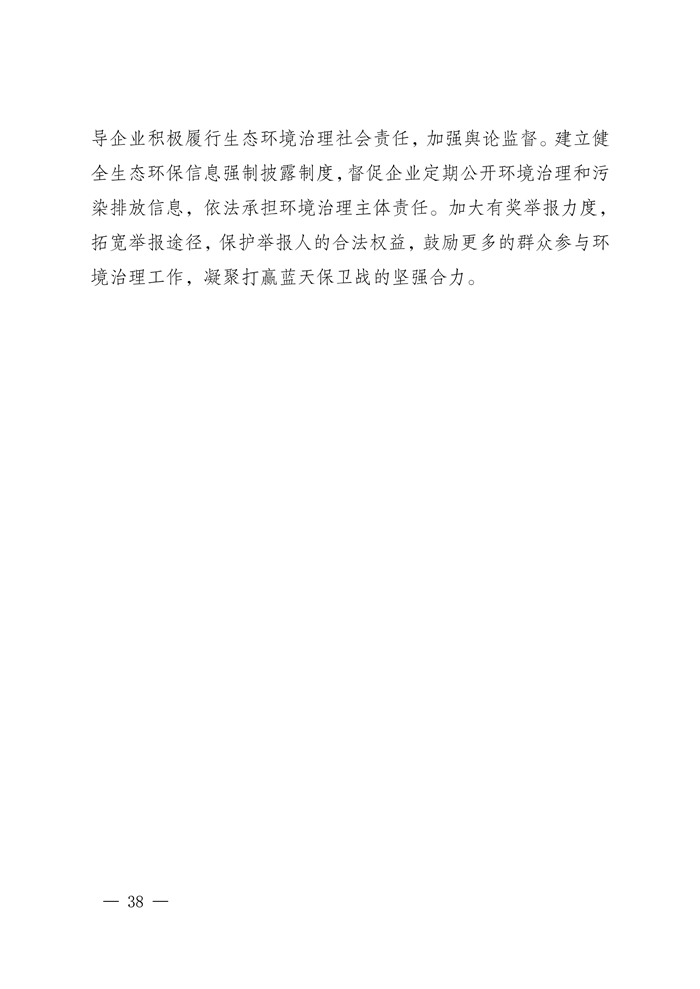 导企业积极履行生态环境治理社会责任，加强舆论监督。建立健
全生态环保信息强制披露制度，督促企业定期公开环境治理和污
染排放信息，依法承担环境治理主体责任。加大有奖举报力度，
拓宽举报途径，保护举报人的合法权益，鼓励更多的群众参与环
境治理工作，凝聚打赢蓝天保卫战的坚强合力。
— 38 —